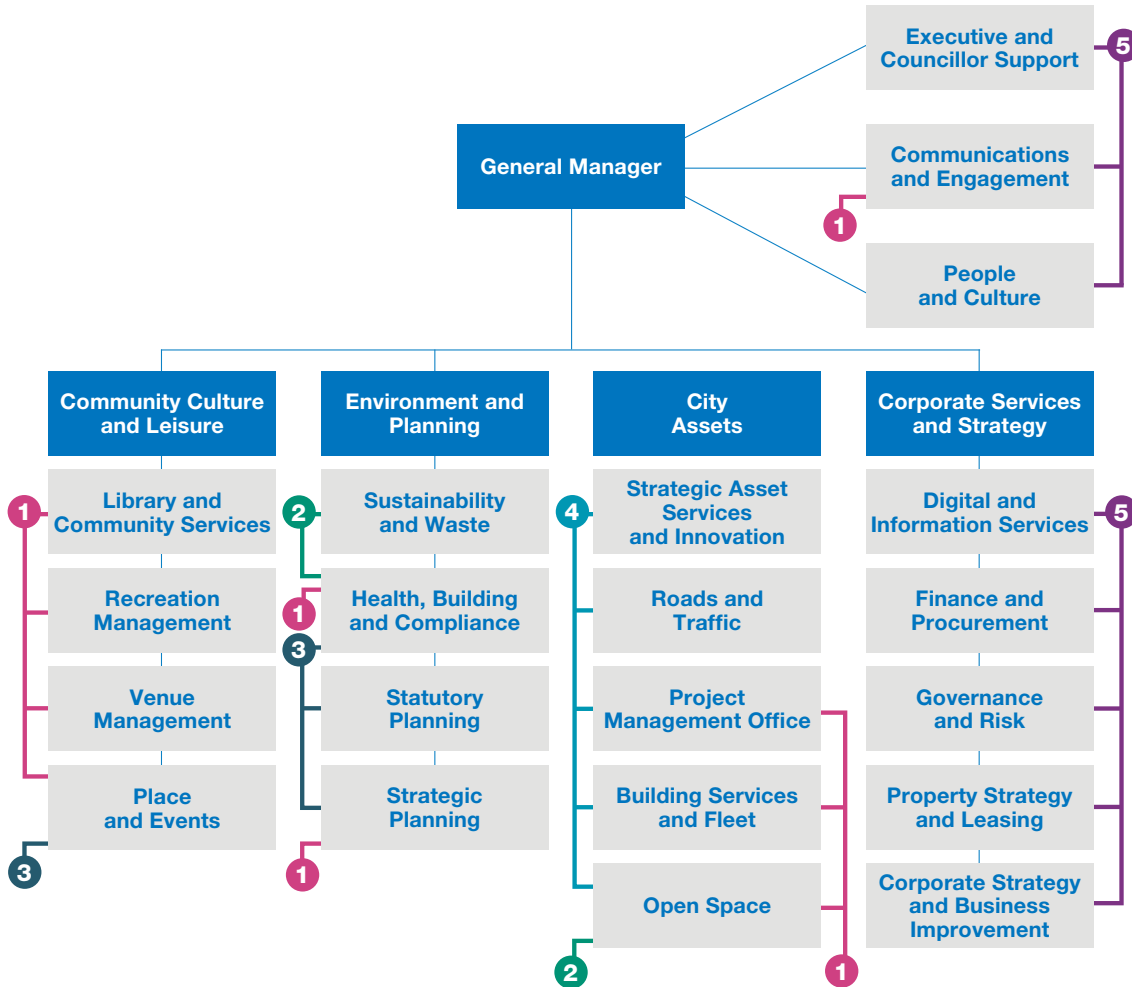 Executive and
Councillor Support
5
General Manager
Communications
and Engagement
1
People
and Culture
Community Culture
and Leisure
Environment and
Planning
City
Assets
Corporate Services
and Strategy
1
Library and
Community Services
Recreation
Management
Venue
Management
Place
and Events
3
2
Sustainability
and Waste
1
Health, Building
and Compliance
3
Statutory
Planning
Strategic
Planning
1
4
Strategic Asset
Services
and Innovation
Roads and
Traffic
Project
Management Office
Building Services
and Fleet
Open Space
2
1
Digital and
Information Services
5
Finance and
Procurement
Governance
and Risk
Property Strategy
and Leasing
Corporate Strategy
and Business
Improvement